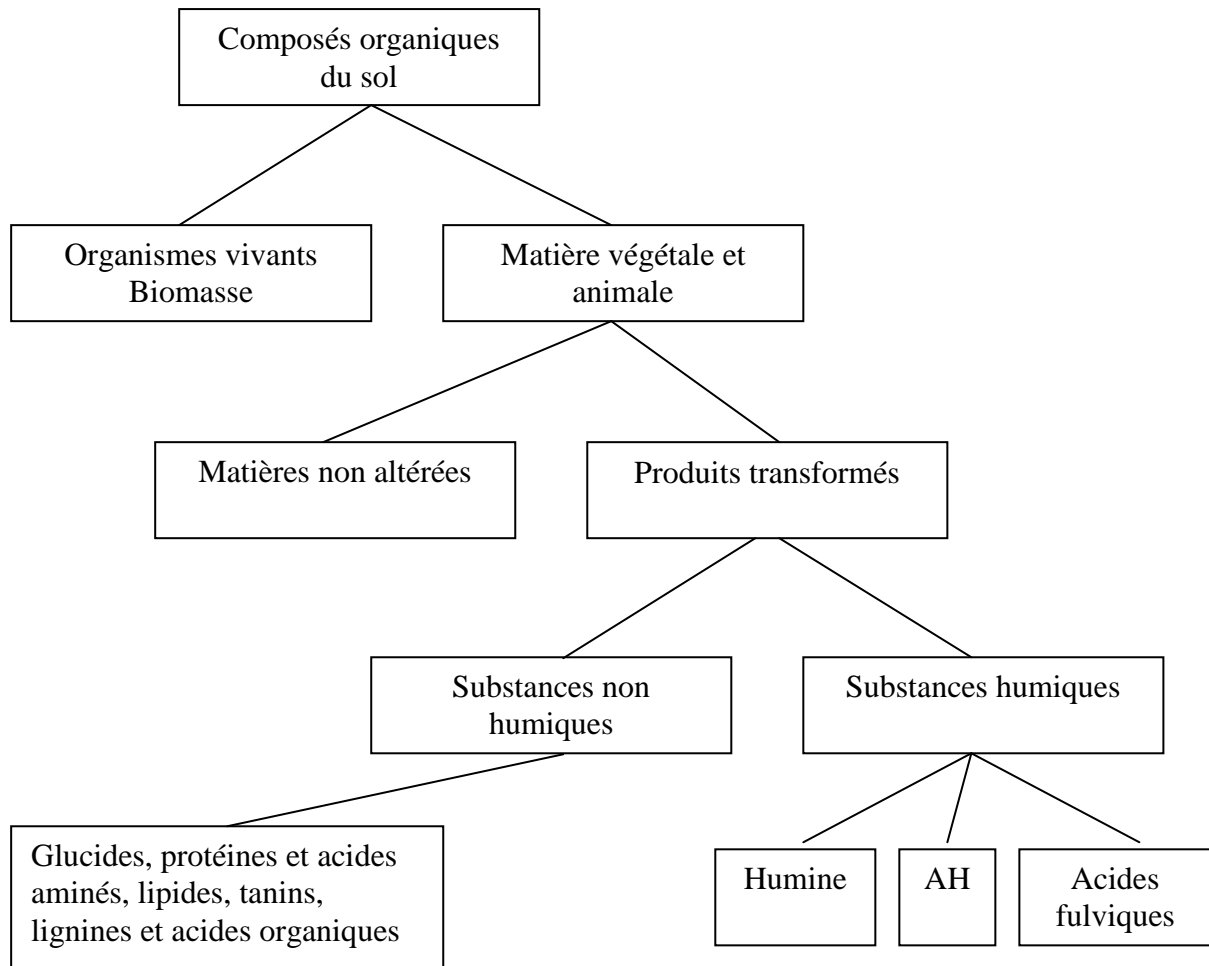 Composés organiques
du sol
Organismes vivants
Biomasse
Matière végétale et
animale
Matières non altérées
Produits transformés
Substances non
humiques
Substances humiques
Glucides, protéines et acides
aminés, lipides, tanins,
lignines et acides organiques
Humine
AH
Acides
fulviques